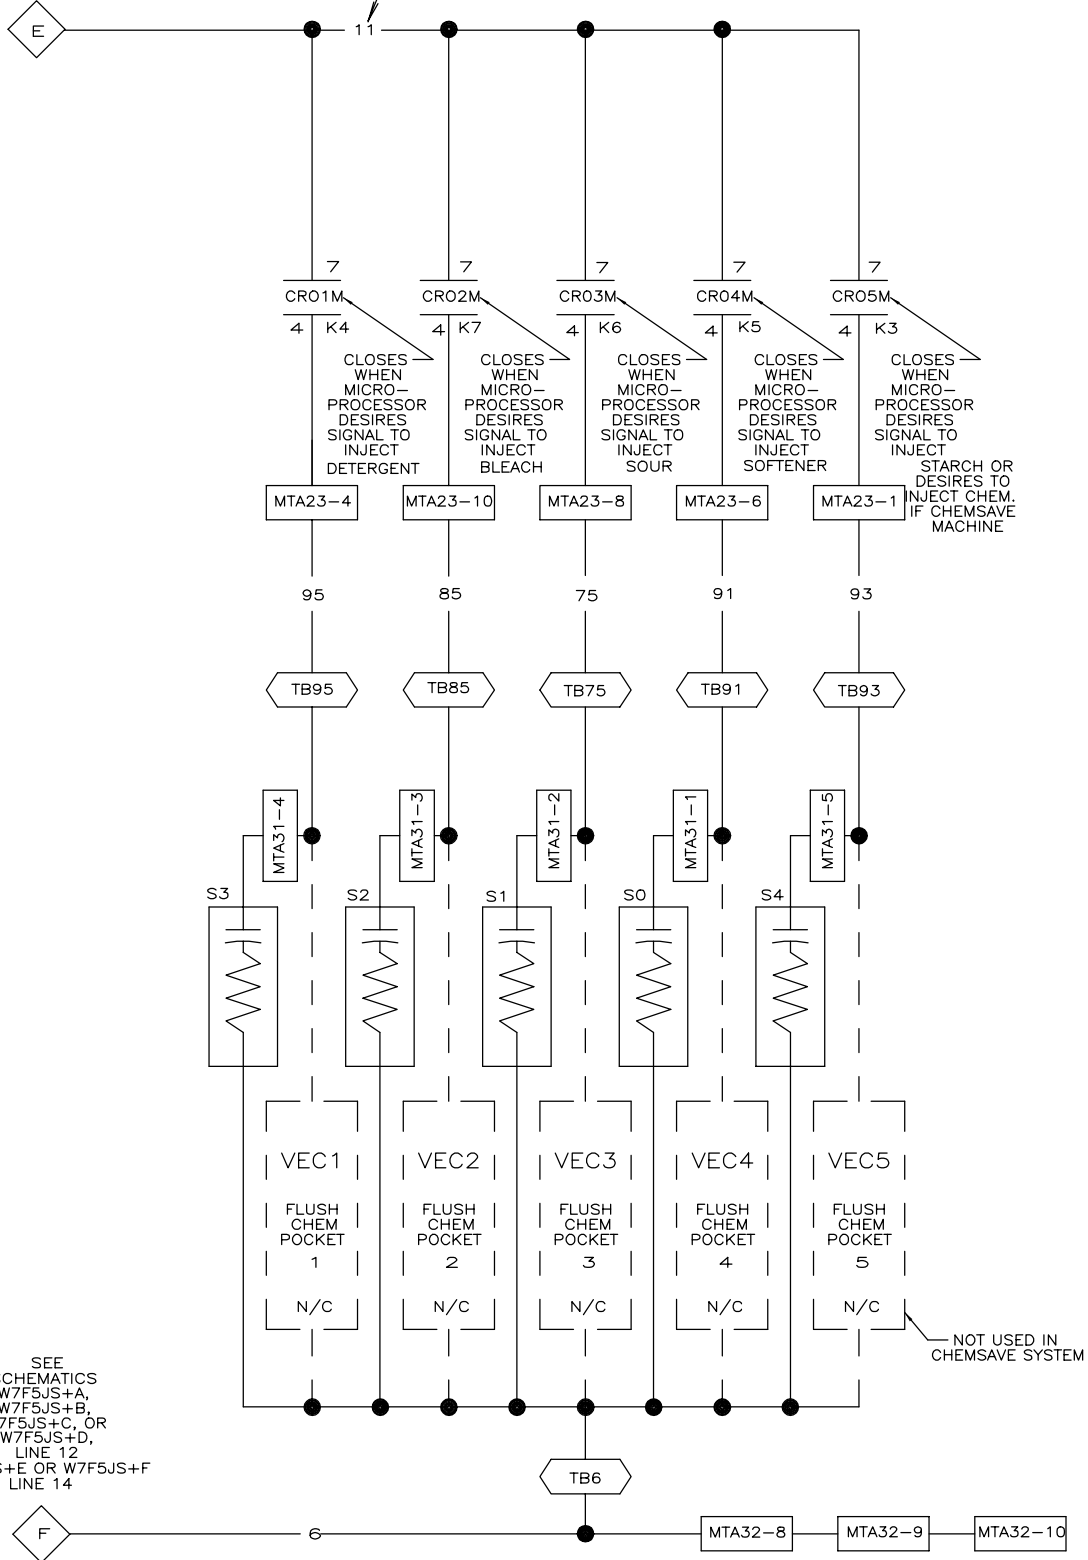 E
11
7
7
7
7
7
CR01M
CR02M
CR03M
CR04M
CR05M
4 K4
4 K7
4 K6
4 K5
4 K3
CLOSES
WHEN
MICRO-
PROCESSOR
DESIRES
SIGNAL TO
INJECT
DETERGENT
CLOSES
WHEN
MICRO-
PROCESSOR
DESIRES
SIGNAL TO
INJECT
BLEACH
CLOSES
WHEN
MICRO-
PROCESSOR
DESIRES
SIGNAL TO
INJECT
SOUR
CLOSES
WHEN
MICRO-
PROCESSOR
DESIRES
SIGNAL TO
INJECT
SOFTENER
CLOSES
WHEN
MICRO-
PROCESSOR
DESIRES
SIGNAL TO
INJECT
STARCH OR
DESIRES TO
INJECT CHEM.
IF CHEMSAVE
MACHINE
MTA23-4
MTA23-10
MTA23-8
MTA23-6
MTA23-1
95
85
75
91
93
TB95
TB85
TB75
TB91
TB93
MTA31-4
MTA31-3
MTA31-2
MTA31-1
MTA31-5
S3
S2
S1
S0
S4
VEC1
FLUSH
CHEM
POCKET
1
N/C
VEC2
FLUSH
CHEM
POCKET
2
N/C
VEC3
FLUSH
CHEM
POCKET
3
N/C
VEC4
FLUSH
CHEM
POCKET
4
N/C
VEC5
FLUSH
CHEM
POCKET
5
N/C
NOT USED IN
CHEMSAVE SYSTEM
SEE
CHEMATICS
W7F5JS+A,
W7F5JS+B,
7F5JS+C, OR
W7F5JS+D,
LINE 12
S+E OR W7F5JS+F
LINE 14
TB6
F
6
MTA32-8
MTA32-9
MTA32-10